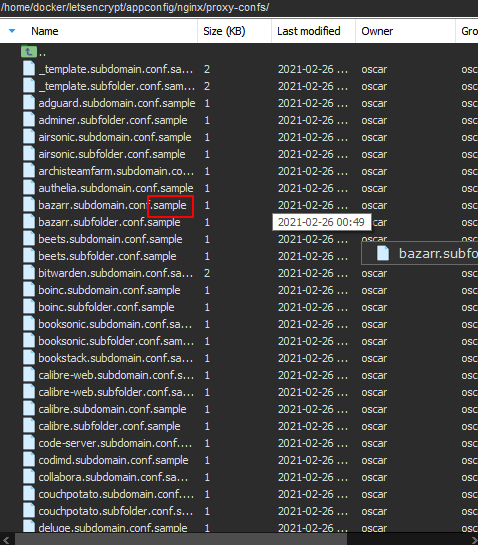 /home/docker/letsencrypt/appconfig/nginx/proxy-confs/
Name Size (KB) Last modified Owner Gro
..
_template.subdomain.conf.sa... 2 2021-02-26 ... oscar osc
_template.subfolder.conf.sam... 2 2021-02-26 ... oscar osc
adguard.subdomain.conf.sample 1 2021-02-26 ... oscar osc
adminer.subfolder.conf.sample 1 2021-02-26 ... oscar osc
airsonic.subdomain.conf.sample 1 2021-02-26 ... oscar osc
airsonic.subfolder.conf.sample 1 2021-02-26 ... oscar osc
archisteamfarm.subdomain.co... 1 2021-02-26 ... oscar osc
authelia.subdomain.conf.sample 1 2021-02-26 ... oscar osc
bazarr.subdomain.conf.sample 1 2021-02-26 ... oscar osc
bazarr.subfolder.conf.sample 1 2021-02-26 00:49 oscar osc
beets.subdomain.conf.sample 1 2021-02-26 ... oscar osc
beets.subfolder.conf.sample 1 2021-02-26 ... bazarr.subfo
bitwarden.subdomain.conf.sa... 2 2021-02-26 ... oscar osc
boinc.subdomain.conf.sample 1 2021-02-26 ... oscar osc
boinc.subfolder.conf.sample 1 2021-02-26 ... oscar osc
booksonic.subdomain.conf.sa... 1 2021-02-26 ... oscar osc
booksonic.subfolder.conf.sam... 1 2021-02-26 ... oscar osc
bookstack.subdomain.conf.sa... 1 2021-02-26 ... oscar osc
calibre-web.subdomain.conf.s... 1 2021-02-26 ... oscar osc
calibre-web.subfolder.conf.sa... 1 2021-02-26 ... oscar osc
calibre.subdomain.conf.sample 1 2021-02-26 ... oscar osc
calibre.subfolder.conf.sample 1 2021-02-26 ... oscar osc
code-server.subdomain.conf.... 1 2021-02-26 ... oscar osc
codimd.subdomain.conf.sample 1 2021-02-26 ... oscar osc
collabora.subdomain.conf.sa... 1 2021-02-26 ... oscar osc
couchpotato.subdomain.conf.... 1 2021-02-26 ... oscar osc
couchpotato.subfolder.conf.s... 1 2021-02-26 ... oscar osc
deluge.subdomain.conf.sample 1 2021-02-26 ... oscar osc